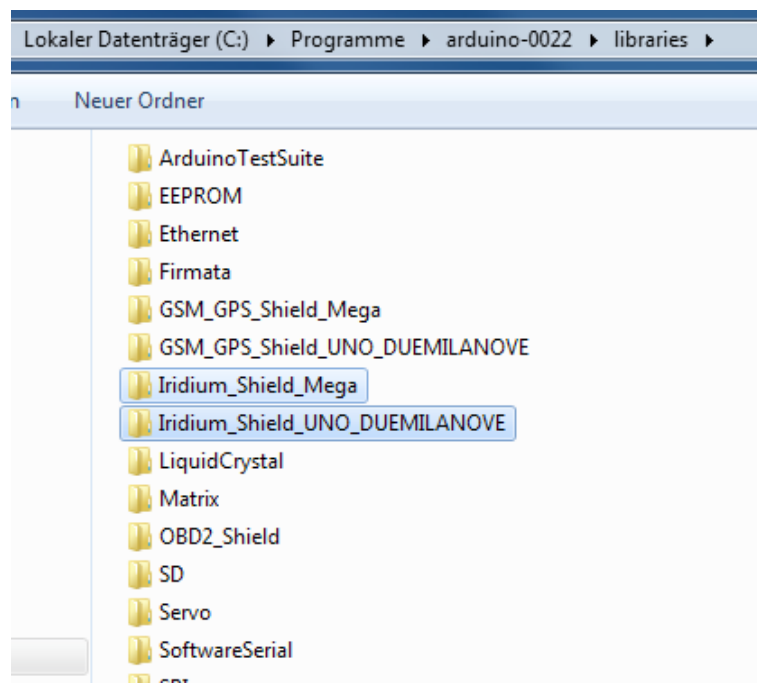 Lokaler Datenträger (C:) ▸ Programme ▸ arduino-0022 ▸ libraries ▸
n Neuer Ordner
ArduinoTestSuite
EEPROM
Ethernet
Firmata
GSM_GPS_Shield_Mega
GSM_GPS_Shield_UNO_DUEMILANOVE
Iridium_Shield_Mega
Iridium_Shield_UNO_DUEMILANOVE
LiquidCrystal
Matrix
OBD2_Shield
SD
Servo
SoftwareSerial